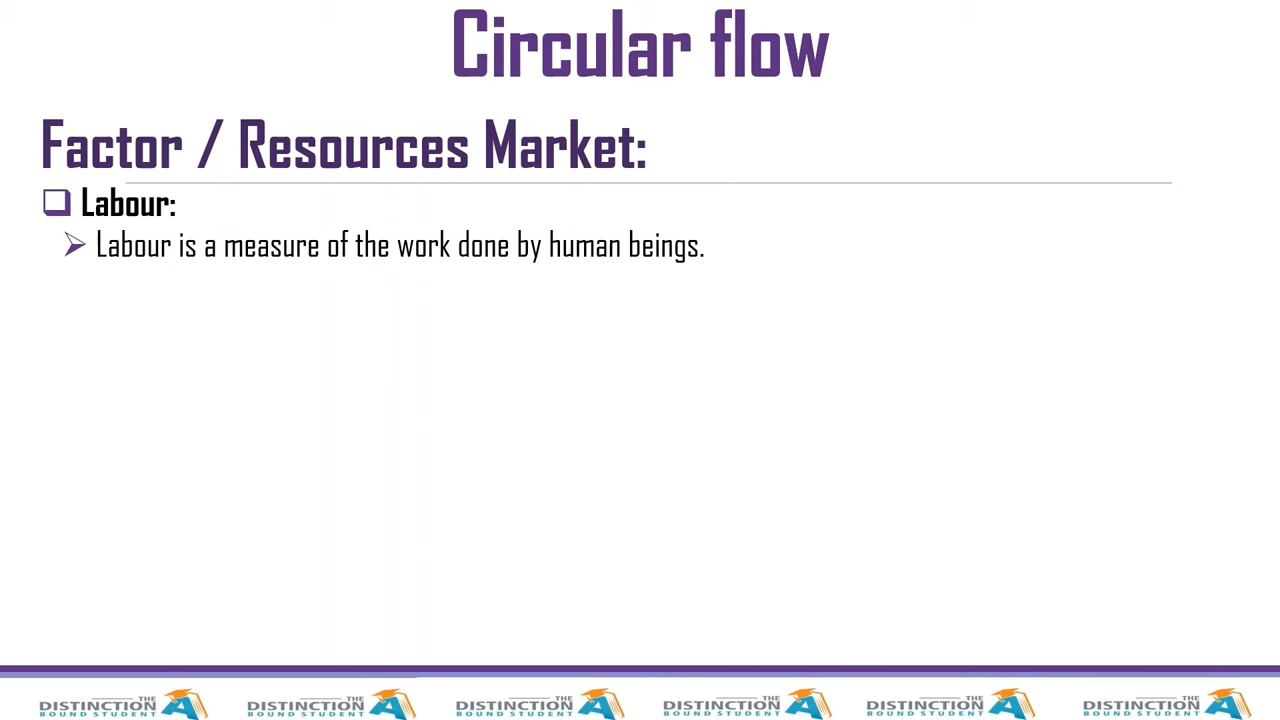 Circular flow
Factor / Resources Market:
Labour:
Labour is a measure of the work done by human beings.
THE DISTINCTION BOUND STUDENT
THE DISTINCTION BOUND STUDENT
THE DISTINCTION BOUND STUDENT
THE DISTINCTION BOUND STUDENT
THE DISTINCTION BOUND STUDENT
THE DISTINCTION BOUND STUDENT